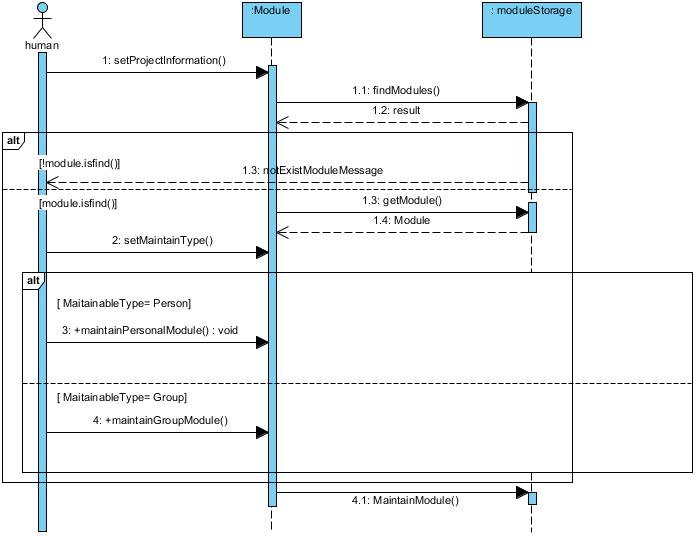 :Module
: moduleStorage
human
1: setProjectInformation()
1.1: findModules()
1.2: result
alt
[!module.isfind()]
1.3: notExistModuleMessage
[module.isfind()]
1.3: getModule()
1.4: Module
2: setMaintainType()
alt
[ MaitainableType= Person]
3: +maintainPersonalModule() : void
[ MaitainableType= Group]
4: +maintainGroupModule()
4.1: MaintainModule()